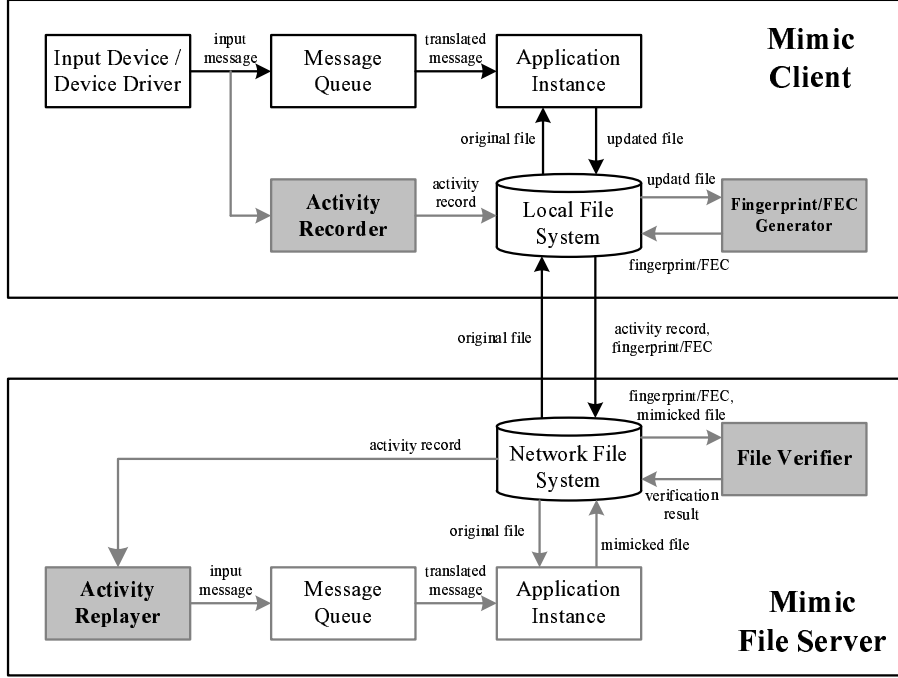 Mimic
Client
Input Device /
Device Driver
input
message
Message
Queue
translated
message
Application
Instance
original file
updated file
Activity
Recorder
activity
record
Local File
System
updatd file
Fingerprint/FEC
Generator
fingerprint/FEC
original file
activity record,
fingerprint/FEC
fingerprint/FEC,
mimicked file
activity record
Network File
System
File Verifier
verification
result
original file
mimicked file
Activity
Replayer
input
message
Message
Queue
translated
message
Application
Instance
Mimic
File Server